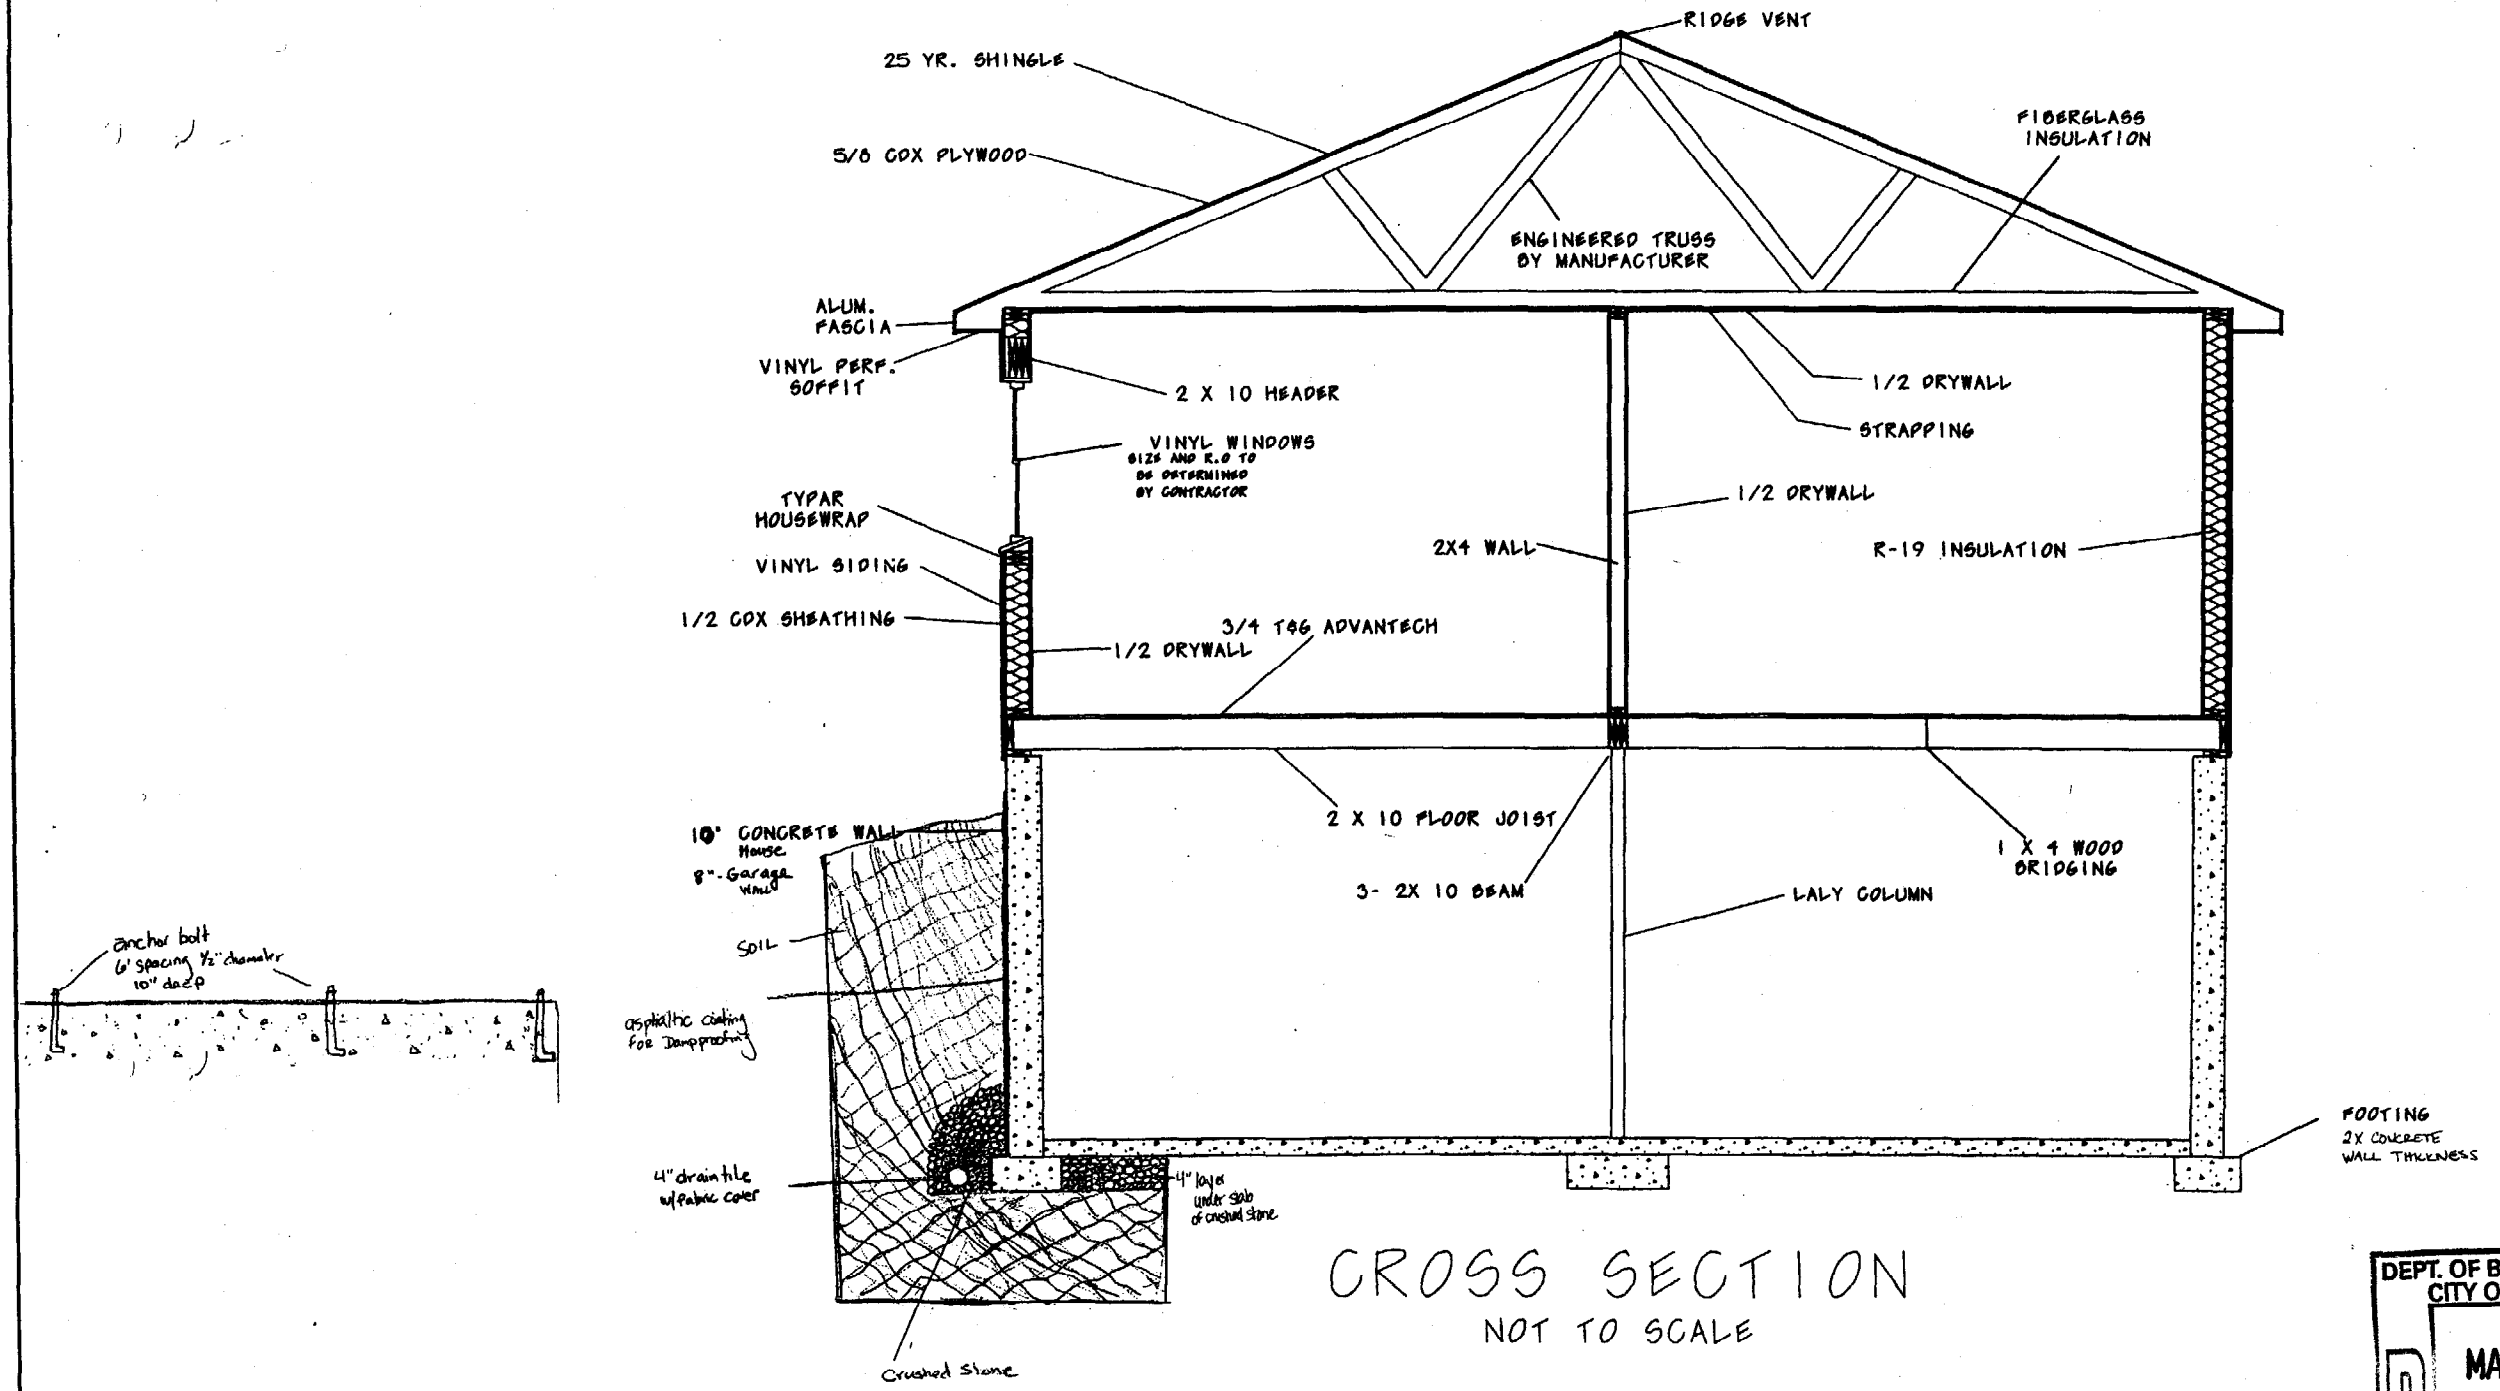 RIDGE VENT
25 YR. SHINGLE
FIBERGLASS
INSULATION
5/8 CDX PLYWOOD
ENGINEERED TRUSS
BY MANUFACTURER
ALUM.
FASCIA
VINYL PERF.
SOFFIT
2 X 10 HEADER
1/2 DRYWALL
STRAPPING
VINYL WINDOWS
SIZE AND R.O TO
BE DETERMINED
BY CONTRACTOR
TYPAR
HOUSEWRAP
1/2 DRYWALL
2X4 WALL
R-19 INSULATION
VINYL SIDING
1/2 CDX SHEATHING
3/4 T&G ADVANTECH
1/2 DRYWALL
10" CONCRETE WALL
House
8"-Garage
WALL
2 X 10 FLOOR JOIST
1 X 4 WOOD
BRIDGING
3- 2X 10 BEAM
LALY COLUMN
SOIL
anchor bolt
6' spacing 1/2" diameter
10" deep
asphaltic coating
FOR Dampproofing
FOOTING
2X CONCRETE
WALL THICKNESS
4" drain tile
w/fabric cover
4" layer
under slab
of crushed stone
CROSS SECTION
NOT TO SCALE
Crushed Stone
DEPT. OF B
CITY O
MA